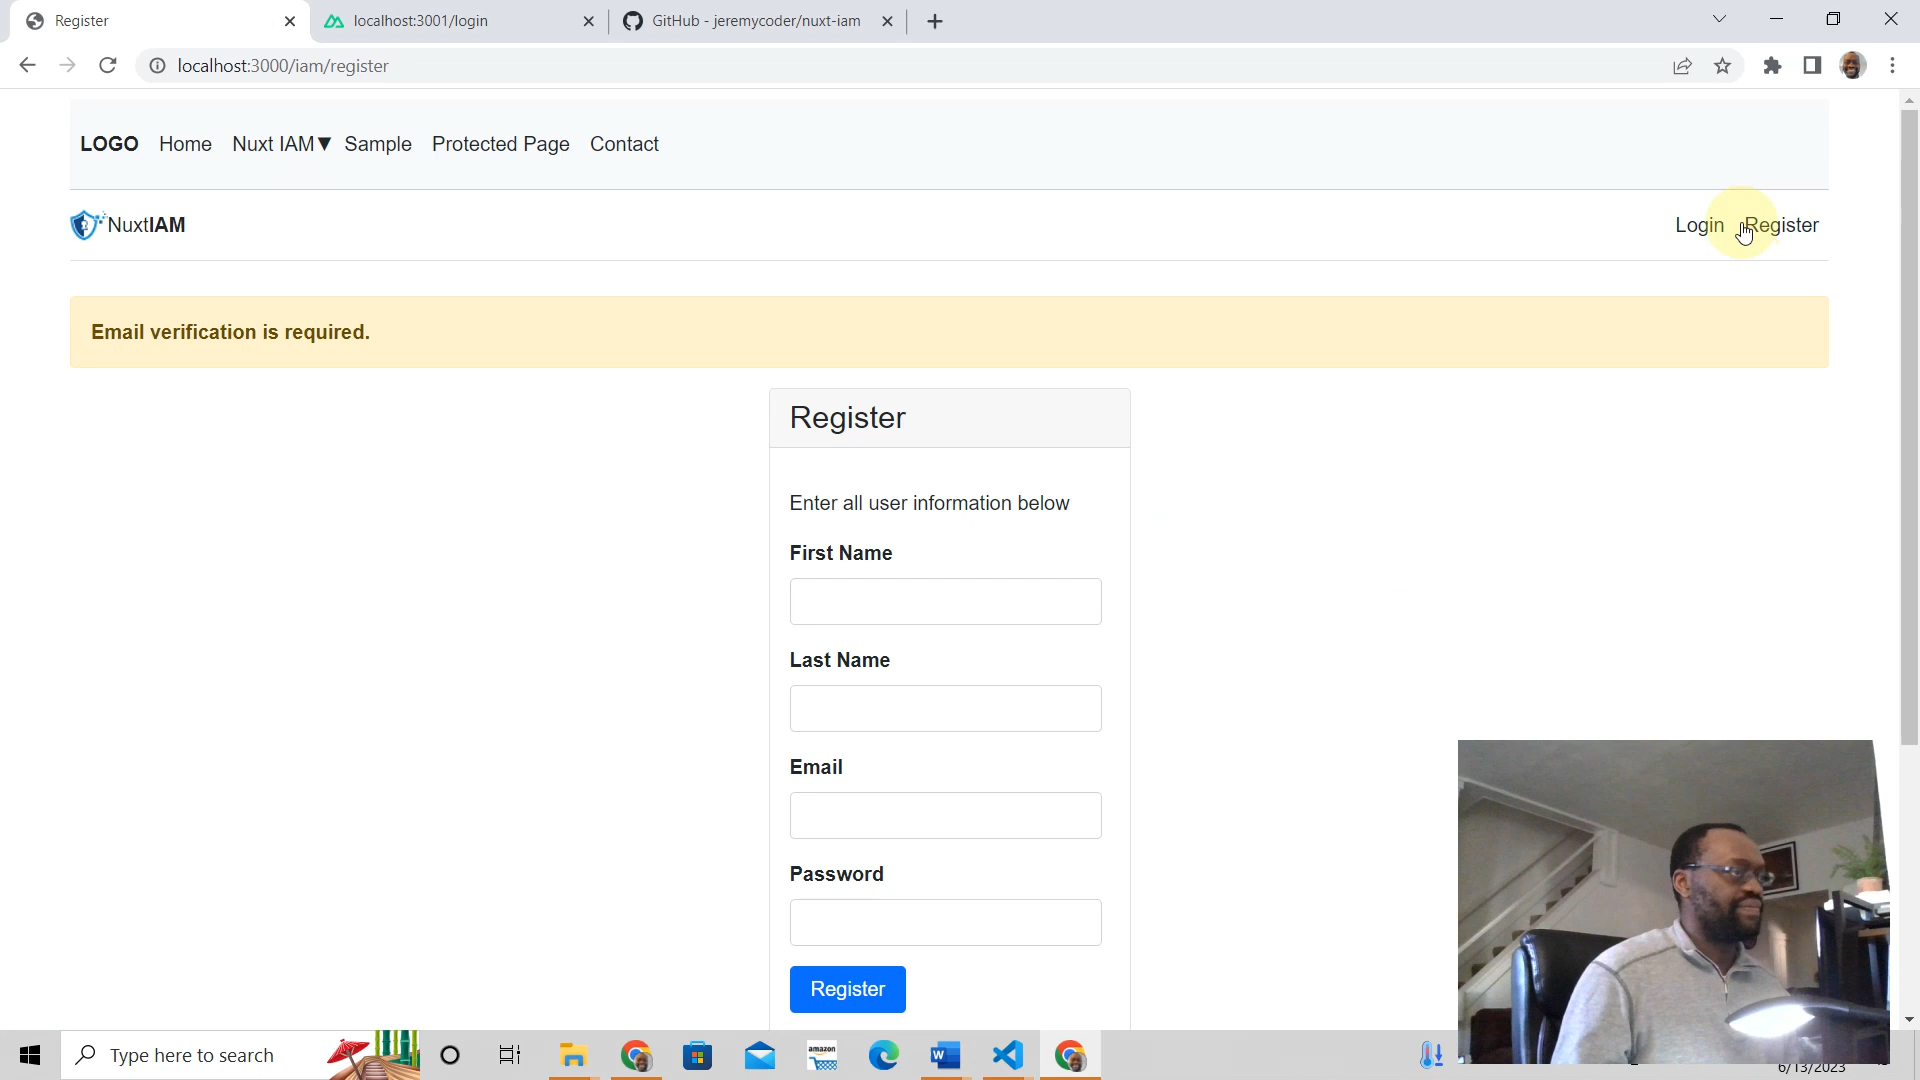 Register
localhost:3001/login
GitHub - jeremycoder/nuxt-iam
localhost:3000/iam/register
LOGO Home Nuxt IAM▼ Sample Protected Page Contact
NuxtIAM
Login Register
Email verification is required.
Register
Enter all user information below
First Name
Last Name
Email
Password
Register
Type here to search
amazon
6/13/2023